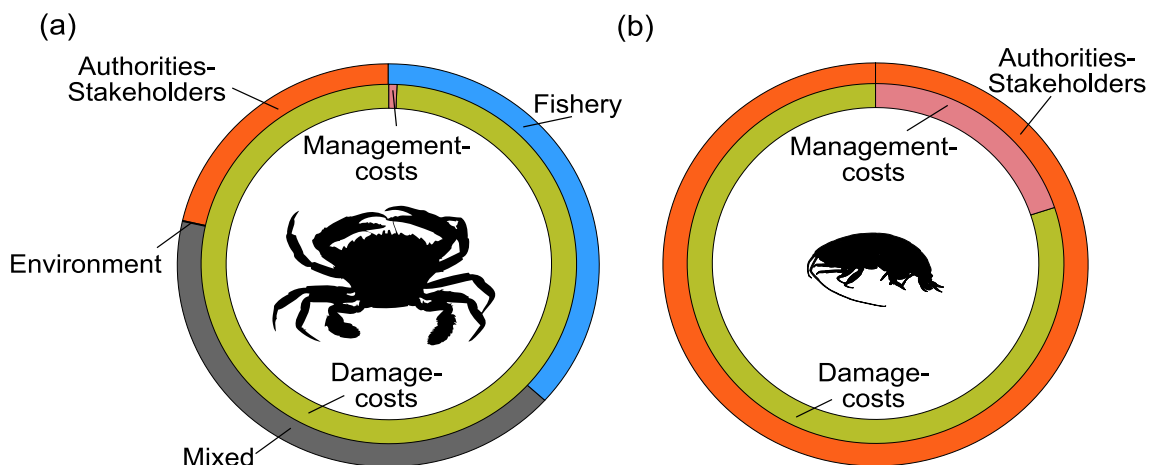 (a)
Authorities-
Stakeholders
Fishery
Management-
costs
Environment
Damage-
costs
Mixed
(b)
Authorities-
Stakeholders
Management-
costs
Damage-
costs